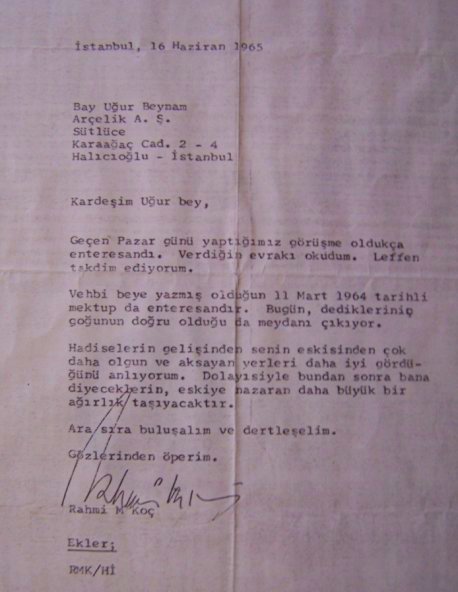 İstanbul, 16 Haziran 1965
Bay Uğur Beynam
Arçelik A. Ş.
Sütlüce
Karaağaç Cad. 2 - 4
Halıcıoğlu - İstanbul
Kardeşim Uğur bey,
Geçen Pazar günü yaptığımız görüşme oldukça
enteresandı. Verdiğin evrakı okudum. Leffen
takdim ediyorum.
Vehbi beye yazmış olduğun 11 Mart 1964 tarihli
mektup da enteresandır. Bugün, dedikleriniç
çoğunun doğru olduğu da meydanı çıkıyor.
Hadiselerin gelişinden senin eskisinden çok
daha olgun ve aksayan yerleri daha iyi gördü-
ğünü anlıyorum. Dolayısiyle bundan sonra bana
diyeceklerin, eskiye nazaran daha büyük bir
ağırlık taşıyacaktır.
Ara sıra buluşalım ve dertleşelim.
Gözlerinden öperim.
Rahmi M Koç
Ekler;
RMK/Hİ